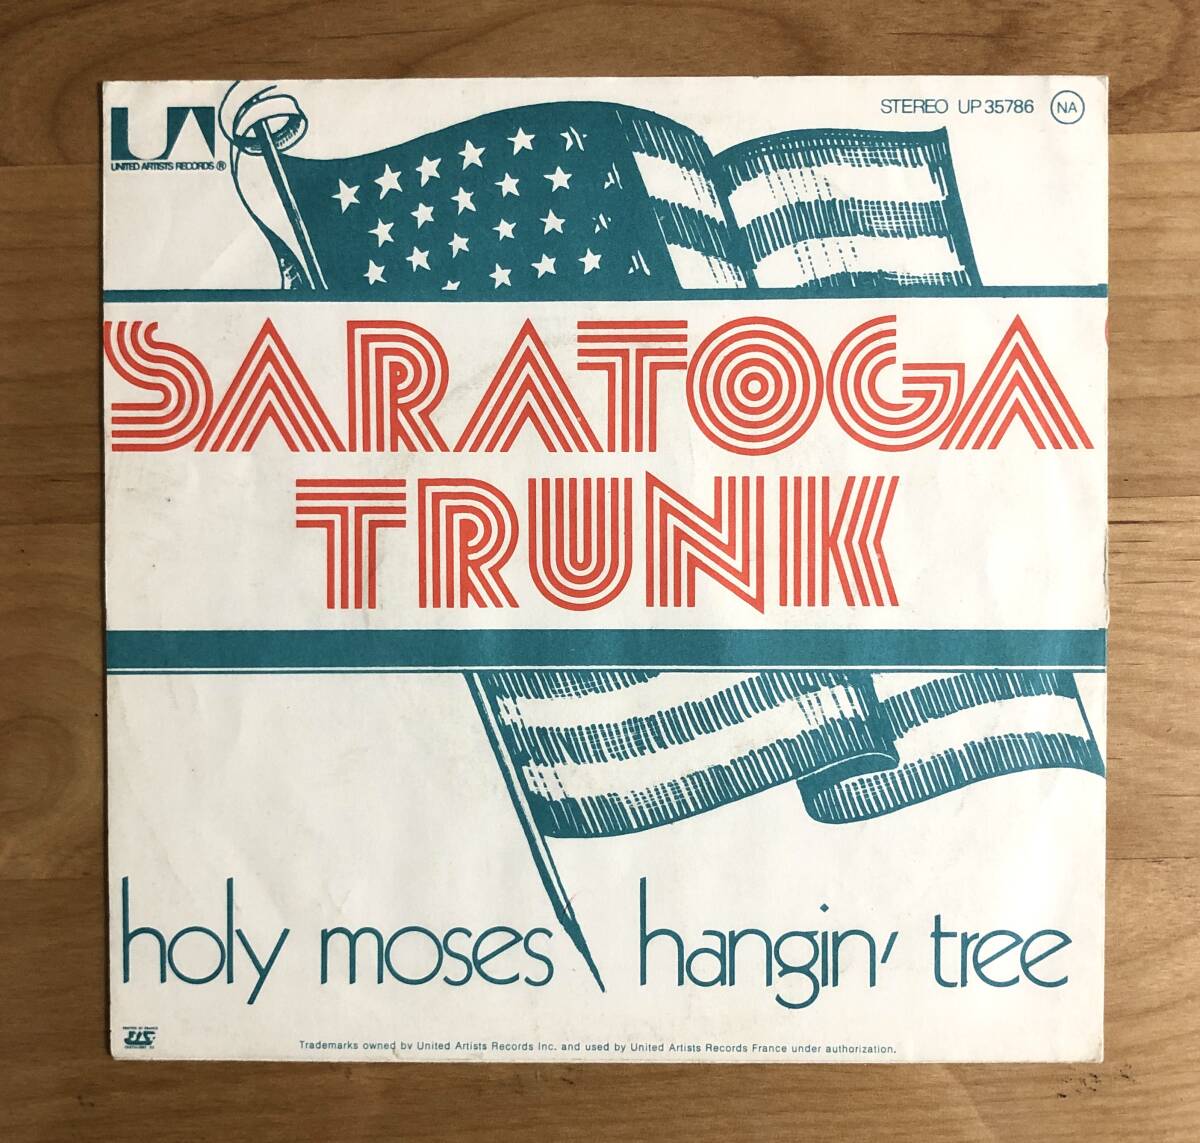 UA
UNITED ARTISTS RECORDS ®
STEREO UP 35786 NA
SARATOGA
TRUNK
holy moses hangin' tree
Trademarks owned by United Artists Records Inc. and used by United Artists Records France under authorization.